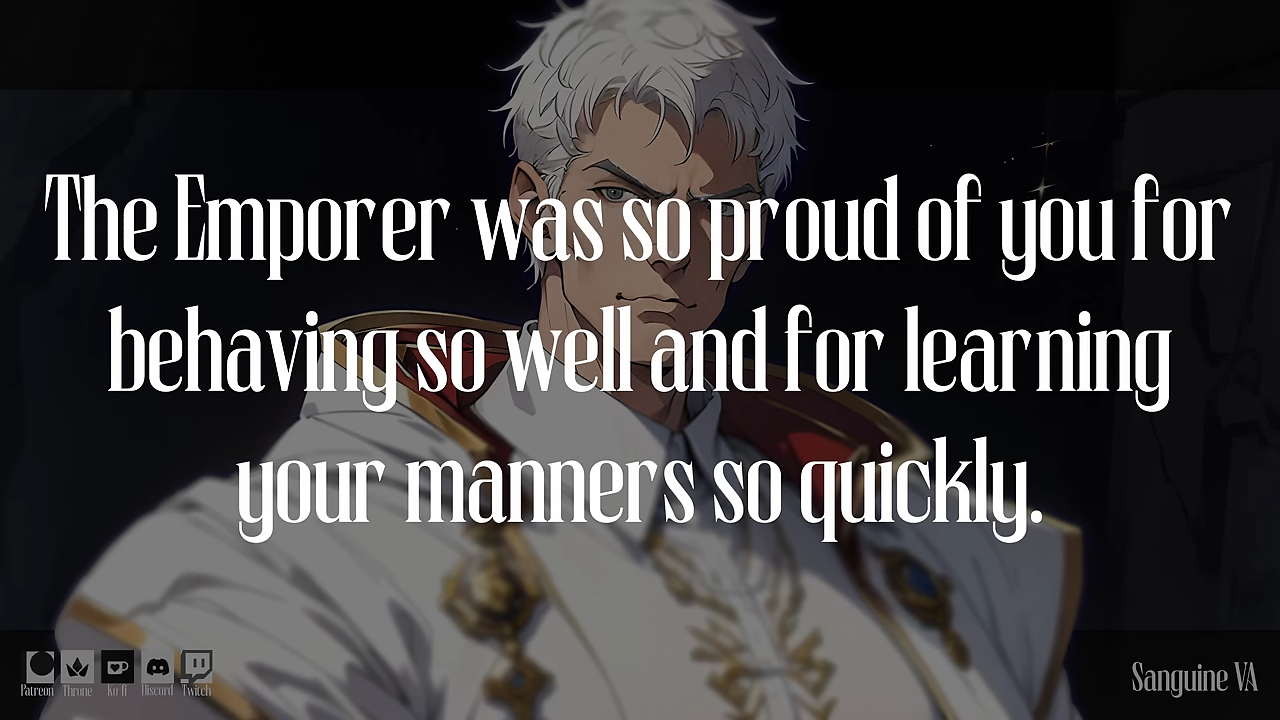 The Emporer was so proud of you for
behaving so well and for learning
your manners so quickly.
Patreon Throne Ko-fi Discord Twitch
Sanguine VA